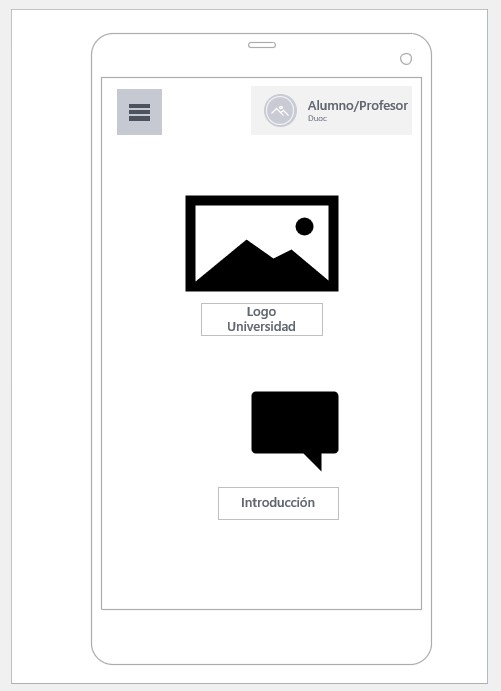 Alumno/Profesor
Duoc
Logo
Universidad
Introducción